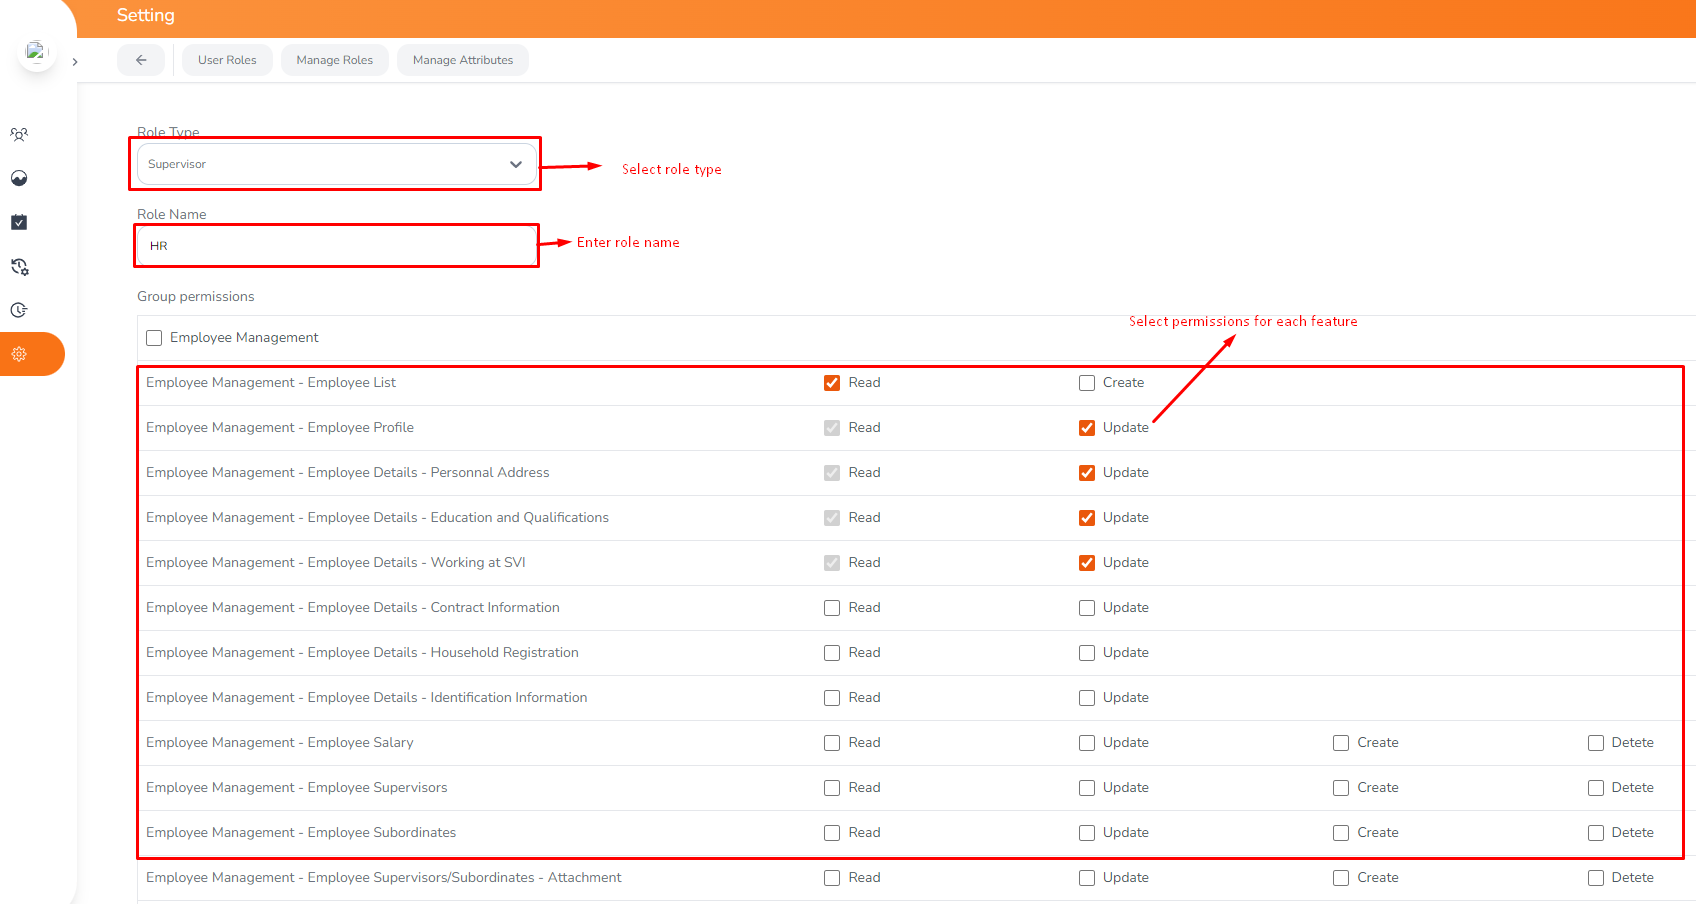 Setting
User Roles
Manage Roles
Manage Attributes
Role Type
Supervisor
Select role type
Role Name
HR
Enter role name
Group permissions
Select permissions for each feature
Employee Management
Employee Management - Employee List Read Create
Employee Management - Employee Profile Read Update
Employee Management - Employee Details - Personnal Address Read Update
Employee Management - Employee Details - Education and Qualifications Read Update
Employee Management - Employee Details - Working at SVI Read Update
Employee Management - Employee Details - Contract Information Read Update
Employee Management - Employee Details - Household Registration Read Update
Employee Management - Employee Details - Identification Information Read Update
Employee Management - Employee Salary Read Update Create Detete
Employee Management - Employee Supervisors Read Update Create Detete
Employee Management - Employee Subordinates Read Update Create Detete
Employee Management - Employee Supervisors/Subordinates - Attachment Read Update Create Detete